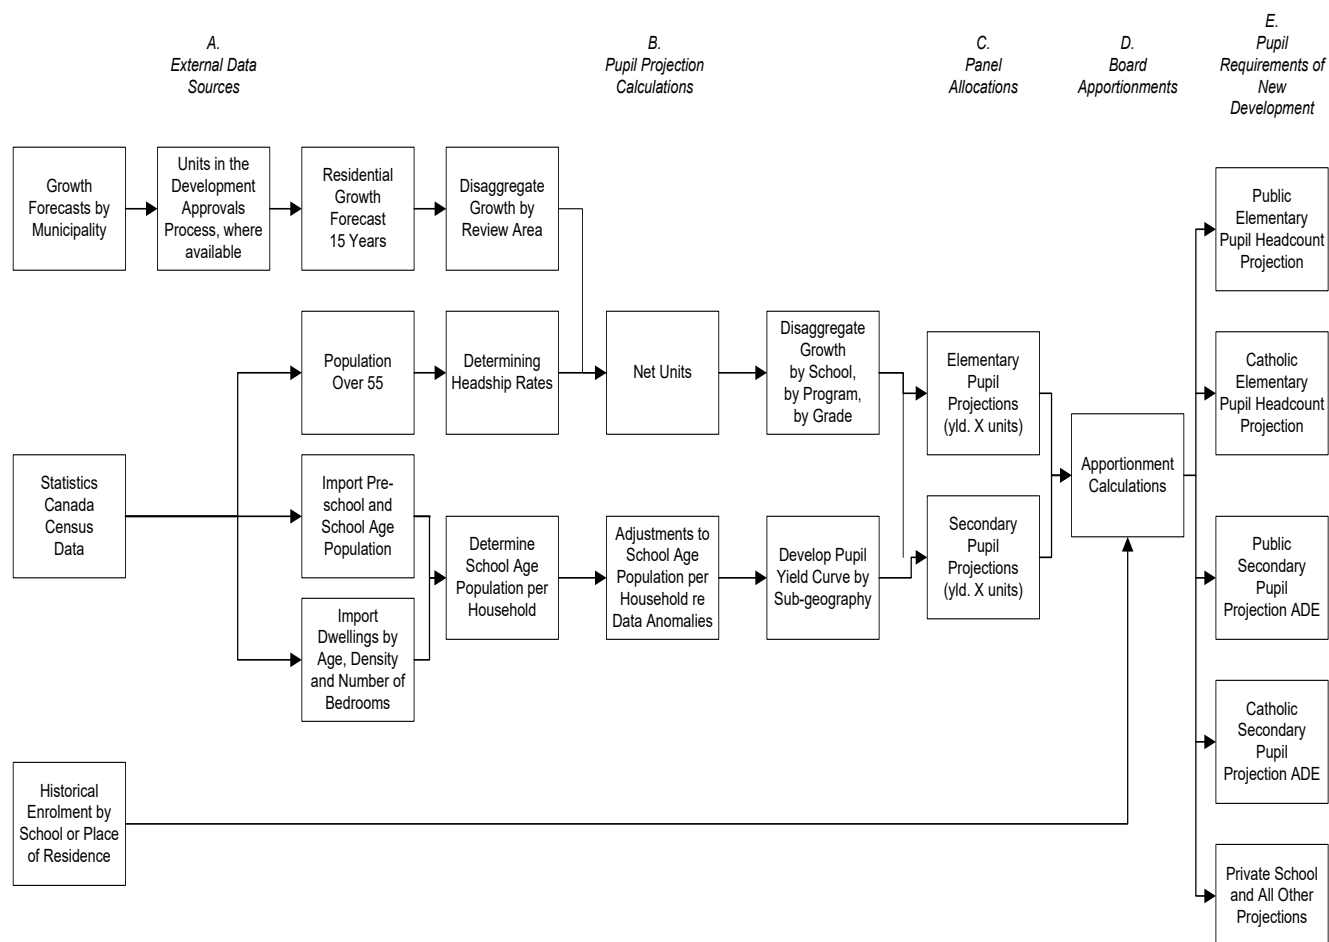 A.
External Data
Sources
B.
Pupil Projection
Calculations
C.
Panel
Allocations
D.
Board
Apportionments
E.
Pupil
Requirements of
New
Development
Growth
Forecasts by
Municipality
Units in the
Development
Approvals
Process, where
available
Residential
Growth
Forecast
15 Years
Disaggregate
Growth by
Review Area
Public
Elementary
Pupil Headcount
Projection
Population
Over 55
Determining
Headship Rates
Net Units
Disaggregate
Growth
by School,
by Program,
by Grade
Elementary
Pupil
Projections
(yld. X units)
Catholic
Elementary
Pupil Headcount
Projection
Statistics
Canada
Census
Data
Import Pre-
school and
School Age
Population
Determine
School Age
Population per
Household
Adjustments to
School Age
Population per
Household re
Data Anomalies
Develop Pupil
Yield Curve by
Sub-geography
Secondary
Pupil
Projections
(yld. X units)
Apportionment
Calculations
Public
Secondary
Pupil
Projection ADE
Import
Dwellings by
Age, Density
and Number of
Bedrooms
Catholic
Secondary
Pupil
Projection ADE
Historical
Enrolment by
School or Place
of Residence
Private School
and All Other
Projections